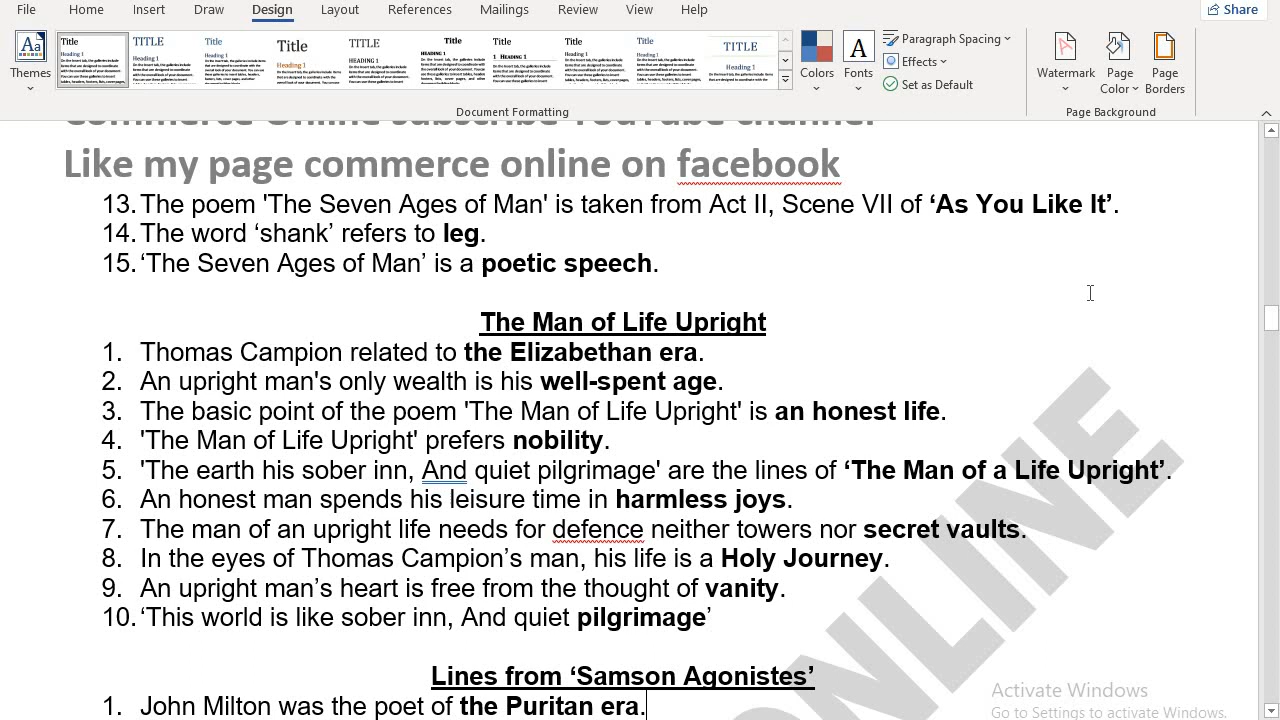 File Home Insert Draw Design Layout References Mailings Review View Help Share
Themes
Title
Heading 1
TITLE
Heading 1
Title
Heading 1
Title
Heading 1
TITLE
HEADING 1
Title
HEADING 1
Title
1 Heading 1
Title
Heading 1
Title
Heading 1
TITLE
Heading 1
Colors
Fonts
Paragraph Spacing
Effects
Set as Default
Watermark
Page Color
Page Borders
Document Formatting
Page Background
Commerce Online Subscribe YouTube channel
Like my page commerce online on facebook
13. The poem 'The Seven Ages of Man' is taken from Act II, Scene VII of ‘As You Like It’.
14. The word ‘shank’ refers to leg.
15. ‘The Seven Ages of Man’ is a poetic speech.
The Man of Life Upright
1. Thomas Campion related to the Elizabethan era.
2. An upright man's only wealth is his well-spent age.
3. The basic point of the poem 'The Man of Life Upright' is an honest life.
4. 'The Man of Life Upright' prefers nobility.
5. 'The earth his sober inn, And quiet pilgrimage' are the lines of ‘The Man of a Life Upright’.
6. An honest man spends his leisure time in harmless joys.
7. The man of an upright life needs for defence neither towers nor secret vaults.
8. In the eyes of Thomas Campion’s man, his life is a Holy Journey.
9. An upright man’s heart is free from the thought of vanity.
10. ‘This world is like sober inn, And quiet pilgrimage’
Lines from ‘Samson Agonistes’
1. John Milton was the poet of the Puritan era.
ONLINE
Activate Windows
Go to Settings to activate Windows.